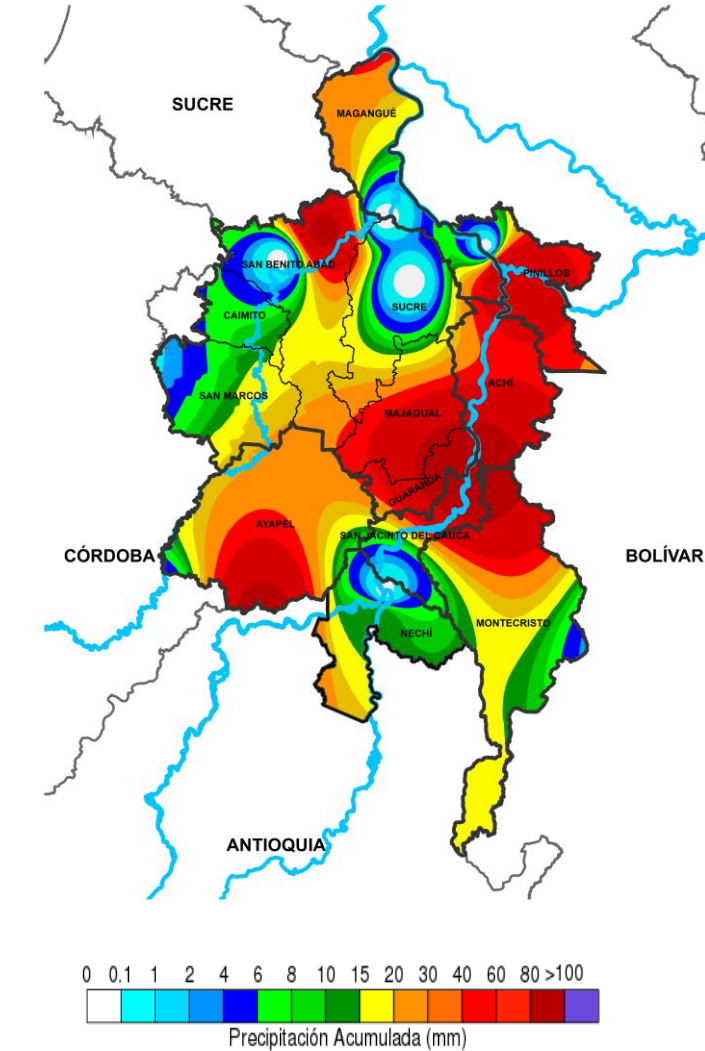 SUCRE
MAGANGUÉ
SAN BENITO ABAD
PINILLOS
SUCRE
CAIMITO
ACHÍ
SAN MARCOS
MAJAGUAL
GUARANDA
AYAPEL
SAN JACINTO DEL CAUCA
CÓRDOBA
BOLÍVAR
MONTECRISTO
NECHÍ
ANTIOQUIA
0 0.1 1 2 4 6 8 10 15 20 30 40 60 80 >100
Precipitación Acumulada (mm)